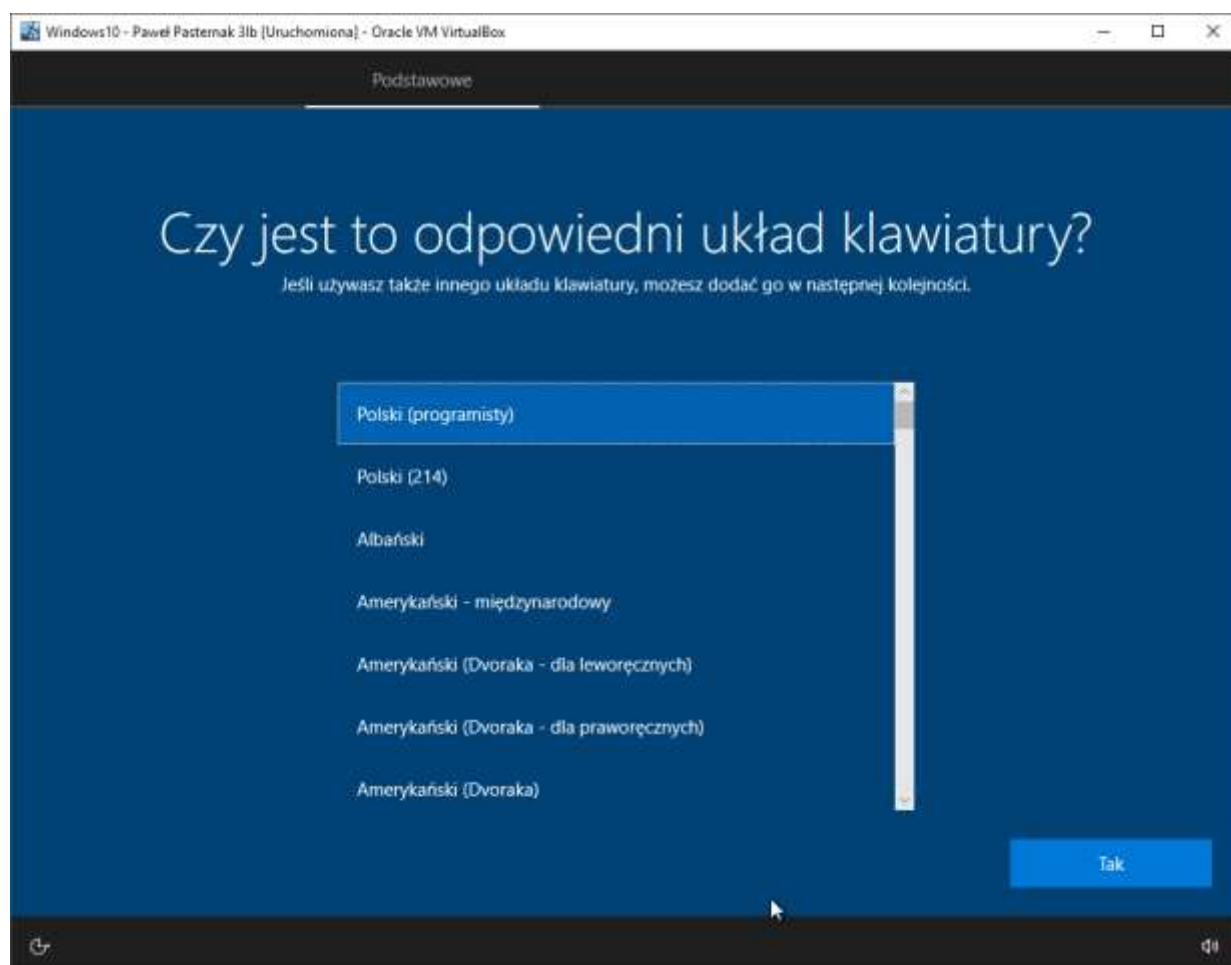 Windows10 - Paweł Pasternak 3lb [Uruchomiona] - Oracle VM VirtualBox
Podstawowe
Czy jest to odpowiedni układ klawiatury?
Jeśli używasz także innego układu klawiatury, możesz dodać go w następnej kolejności.
Polski (programisty)
Polski (214)
Albański
Amerykański - międzynarodowy
Amerykański (Dvoraka - dla leworęcznych)
Amerykański (Dvoraka - dla praworęcznych)
Amerykański (Dvoraka)
Tak